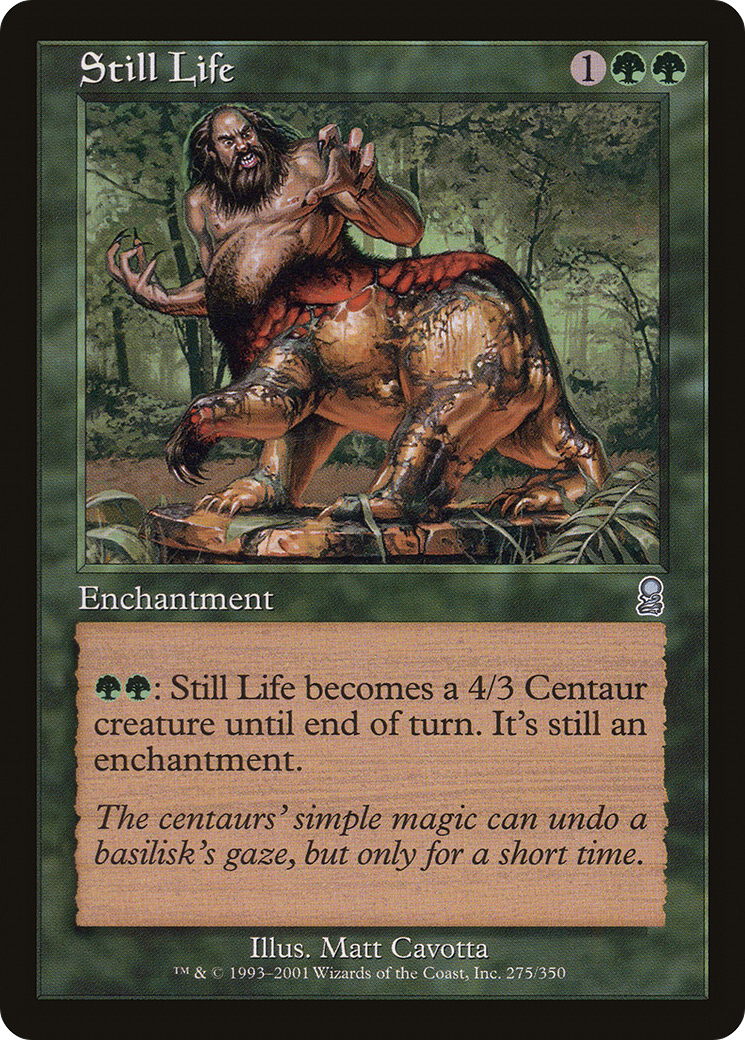 Still Life 1
Enchantment
: Still Life becomes a 4/3 Centaur
creature until end of turn. It's still an
enchantment.
The centaurs' simple magic can undo a
basilisk's gaze, but only for a short time.
Illus. Matt Cavotta
™ & © 1993–2001 Wizards of the Coast, Inc. 275/350